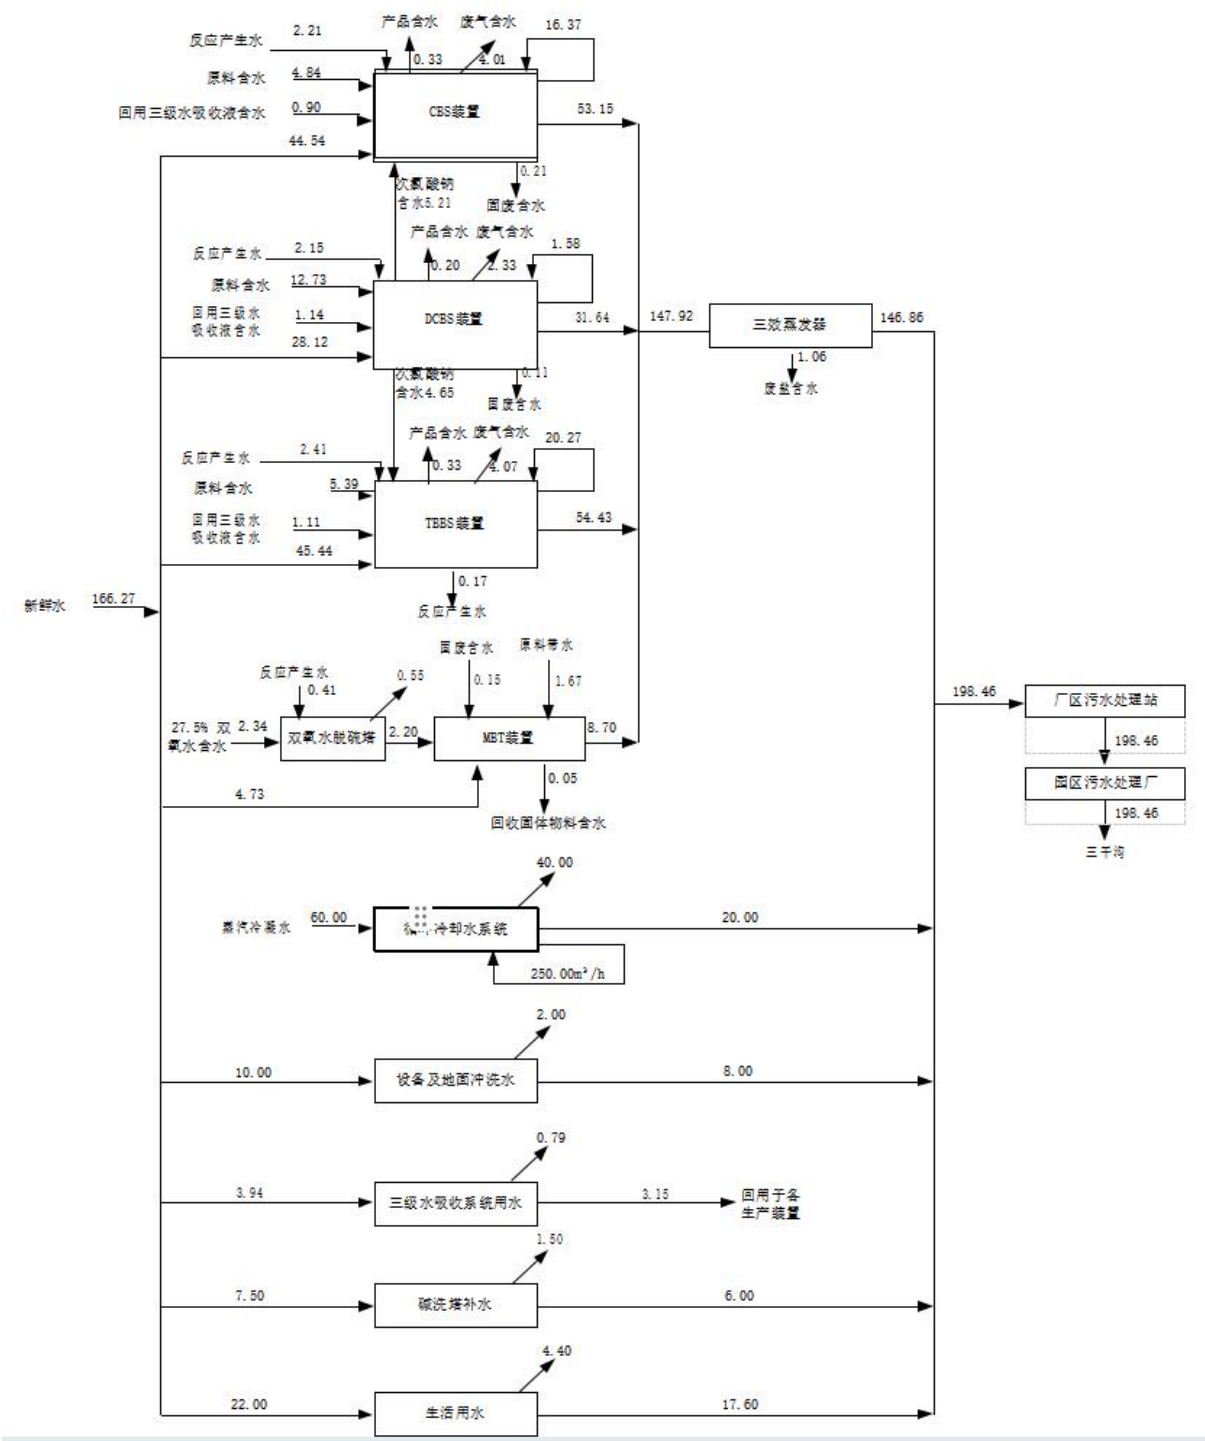 产品含水
废气含水
16.37
反应产生水
2.21
0.33
4.01
原料含水
4.84
回用三级水吸收液含水
0.90
CBS装置
53.15
44.54
0.21
次氯酸钠
含水5.21
固废含水
产品含水
废气含水
1.58
反应产生水
2.15
0.20
2.33
原料含水
12.73
回用三级水
吸收液含水
1.14
DCBS装置
31.64
147.92
三效蒸发器
146.86
28.12
1.06
次氯酸钠
含水4.65
0.11
废盐含水
固废含水
产品含水
废气含水
20.27
反应产生水
2.41
0.33
4.07
原料含水
5.39
回用三级水
吸收液含水
1.11
TBBS装置
54.43
45.44
0.17
反应产生水
新鲜水
166.27
固废含水
原料带水
反应产生水
0.41
0.55
0.15
1.67
198.46
厂区污水处理站
27.5% 双
氧水含水
2.34
双氧水脱硫塔
2.20
MBT装置
8.70
198.46
4.73
0.05
园区污水处理厂
回收固体物料含水
198.46
三干沟
40.00
蒸汽冷凝水
60.00
冷却水系统
20.00
250.00m³/h
2.00
10.00
设备及地面冲洗水
8.00
0.79
3.94
三级水吸收系统用水
3.15
回用于各
生产装置
1.50
7.50
碱洗塔补水
6.00
4.40
22.00
生活用水
17.60